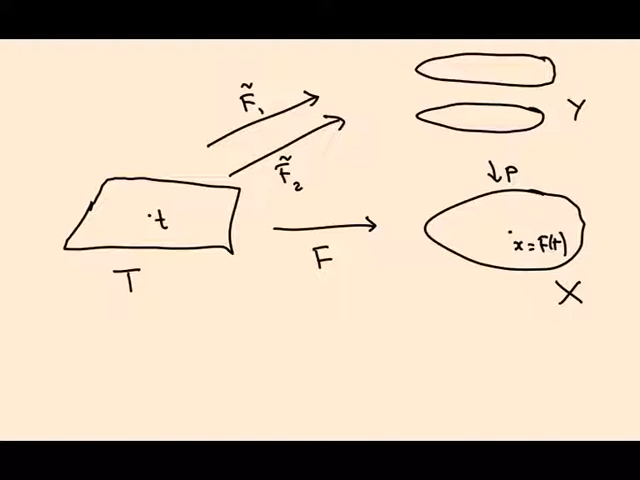 F̃₁
Y
F̃₂
↓p
·t
F
·x = F(t)
T
X